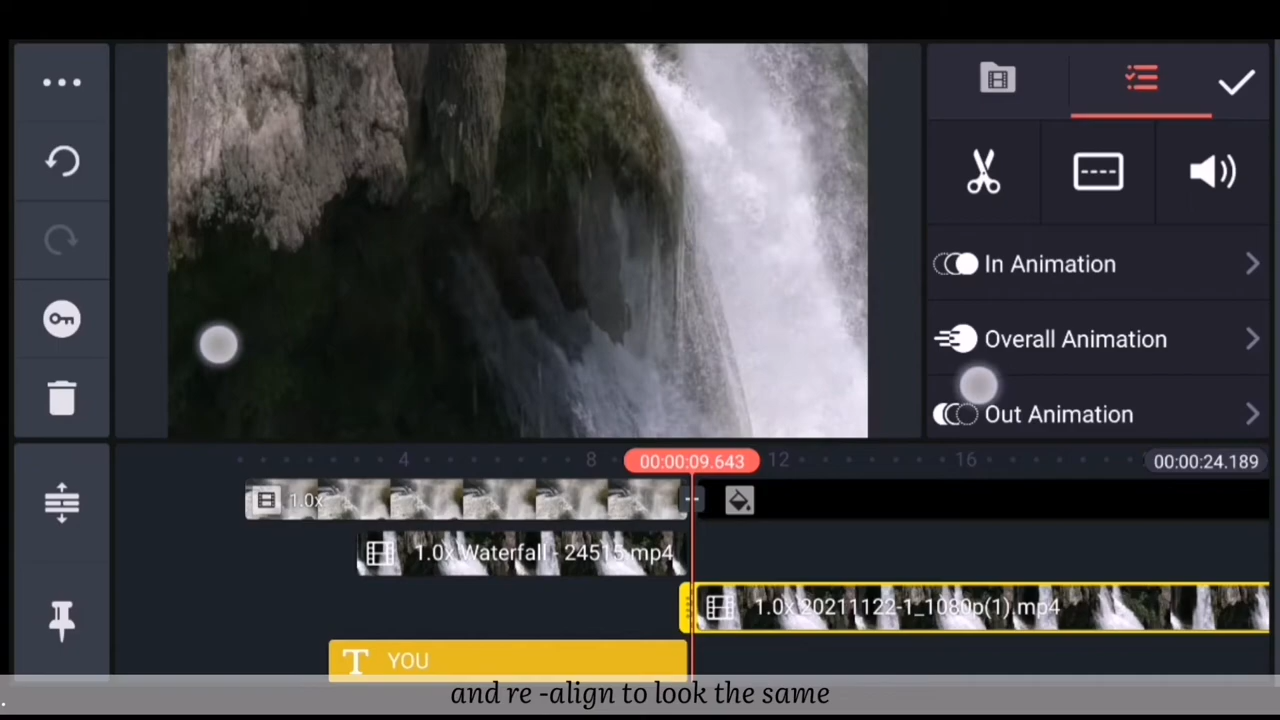 In Animation
Overall Animation
Out Animation
4
8
00:00:09.643
12
16
00:00:24.189
1.0x
1.0x Waterfall - 24515.mp4
1.0x 20211122-1_1080p(1).mp4
T YOU
and re -align to look the same
.